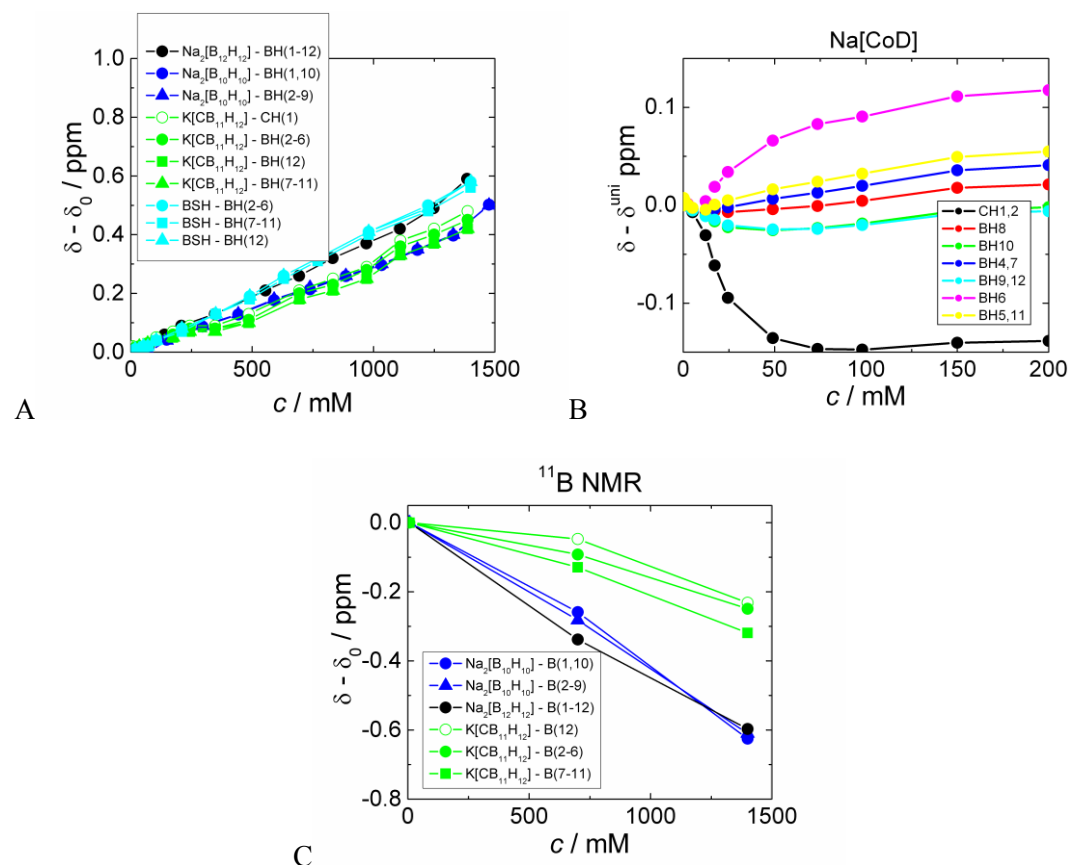 Na₂[B₁₂H₁₂] - BH(1-12)
Na₂[B₁₀H₁₀] - BH(1,10)
Na₂[B₁₀H₁₀] - BH(2-9)
K[CB₁₁H₁₂] - CH(1)
K[CB₁₁H₁₂] - BH(2-6)
K[CB₁₁H₁₂] - BH(12)
K[CB₁₁H₁₂] - BH(7-11)
BSH - BH(2-6)
BSH - BH(7-11)
BSH - BH(12)
1.0
0.8
0.6
0.4
0.2
0.0
δ - δ₀ / ppm
0 500 1000 1500
c / mM
A
Na[CoD]
0.1
0.0
-0.1
δ - δᵘⁿⁱ ppm
CH1,2
BH8
BH10
BH4,7
BH9,12
BH6
BH5,11
0 50 100 150 200
c / mM
B
¹¹B NMR
0.0
-0.2
-0.4
-0.6
-0.8
δ - δ₀ / ppm
Na₂[B₁₀H₁₀] - B(1,10)
Na₂[B₁₀H₁₀] - B(2-9)
Na₂[B₁₂H₁₂] - B(1-12)
K[CB₁₁H₁₂] - B(12)
K[CB₁₁H₁₂] - B(2-6)
K[CB₁₁H₁₂] - B(7-11)
0 500 1000 1500
c / mM
C